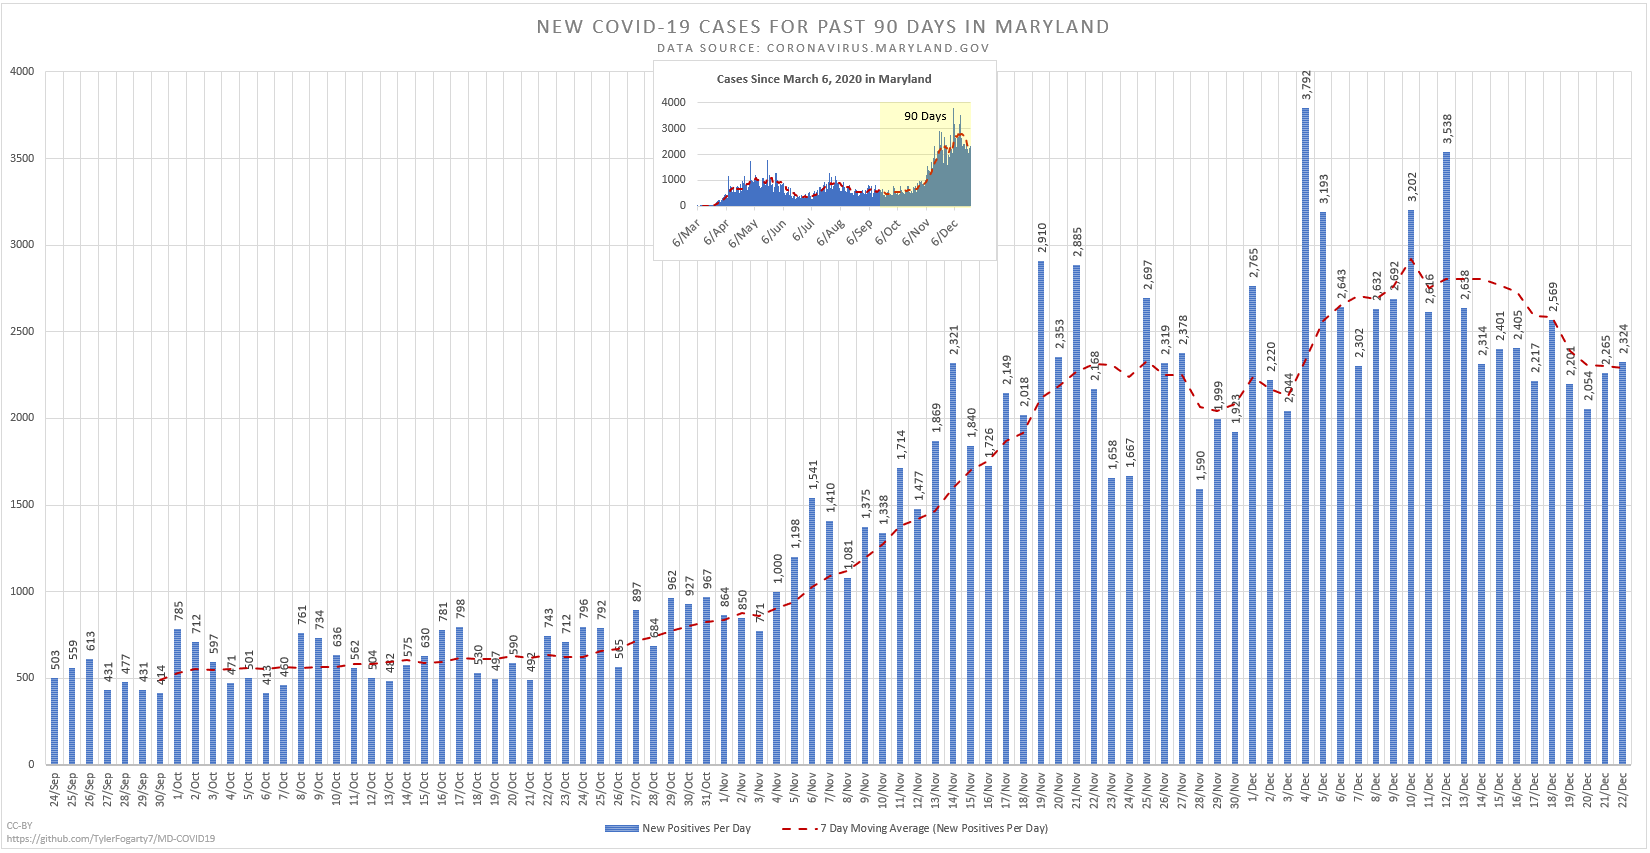 NEW COVID-19 CASES FOR PAST 90 DAYS IN MARYLAND
DATA SOURCE: CORONAVIRUS.MARYLAND.GOV
Cases Since March 6, 2020 in Maryland
90 Days
4000
3000
2000
1000
0
6/Mar
6/Apr
6/May
6/Jun
6/Jul
6/Aug
6/Sep
6/Oct
6/Nov
6/Dec
4000
3500
3000
2500
2000
1500
1000
500
0
503
559
613
431
477
431
414
785
712
597
471
501
413
460
761
734
636
562
504
482
575
630
781
798
530
497
590
492
743
712
796
792
565
897
684
962
927
967
864
850
771
1,000
1,198
1,541
1,410
1,081
1,375
1,338
1,714
1,477
1,869
2,321
1,840
1,726
2,149
2,018
2,910
2,353
2,885
2,168
1,658
1,667
2,697
2,319
2,378
1,590
1,999
1,923
2,765
2,220
2,044
3,792
3,193
2,643
2,302
2,632
2,692
3,202
2,616
3,538
2,638
2,314
2,401
2,405
2,217
2,569
2,201
2,054
2,265
2,324
24/Sep
25/Sep
26/Sep
27/Sep
28/Sep
29/Sep
30/Sep
1/Oct
2/Oct
3/Oct
4/Oct
5/Oct
6/Oct
7/Oct
8/Oct
9/Oct
10/Oct
11/Oct
12/Oct
13/Oct
14/Oct
15/Oct
16/Oct
17/Oct
18/Oct
19/Oct
20/Oct
21/Oct
22/Oct
23/Oct
24/Oct
25/Oct
26/Oct
27/Oct
28/Oct
29/Oct
30/Oct
31/Oct
1/Nov
2/Nov
3/Nov
4/Nov
5/Nov
6/Nov
7/Nov
8/Nov
9/Nov
10/Nov
11/Nov
12/Nov
13/Nov
14/Nov
15/Nov
16/Nov
17/Nov
18/Nov
19/Nov
20/Nov
21/Nov
22/Nov
23/Nov
24/Nov
25/Nov
26/Nov
27/Nov
28/Nov
29/Nov
30/Nov
1/Dec
2/Dec
3/Dec
4/Dec
5/Dec
6/Dec
7/Dec
8/Dec
9/Dec
10/Dec
11/Dec
12/Dec
13/Dec
14/Dec
15/Dec
16/Dec
17/Dec
18/Dec
19/Dec
20/Dec
21/Dec
22/Dec
New Positives Per Day
7 Day Moving Average (New Positives Per Day)
CC-BY
https://github.com/TylerFogarty7/MD-COVID19